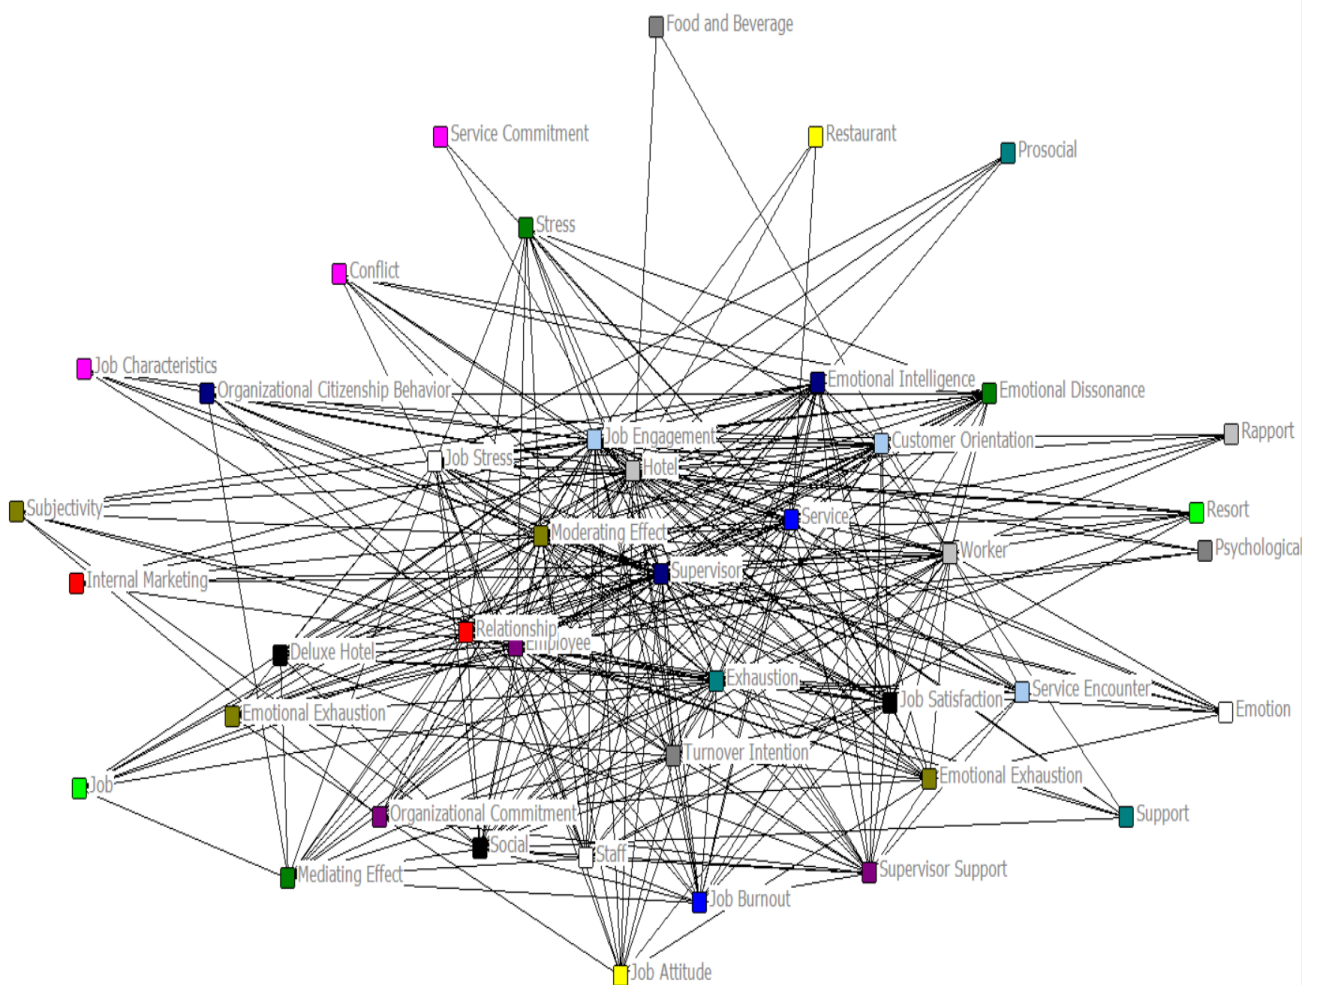 Food and Beverage
Service Commitment
Restaurant
Prosocial
Stress
Conflict
Job Characteristics
Organizational Citizenship Behavior
Emotional Intelligence
Emotional Dissonance
Job Engagement
Customer Orientation
Rapport
Job Stress
Hotel
Subjectivity
Service
Resort
Moderating Effect
Worker
Psychological
Internal Marketing
Supervisor
Relationship
Employee
Deluxe Hotel
Exhaustion
Job Satisfaction
Service Encounter
Emotion
Emotional Exhaustion
Turnover Intention
Emotional Exhaustion
Job
Organizational Commitment
Support
Social
Staff
Mediating Effect
Supervisor Support
Job Burnout
Job Attitude